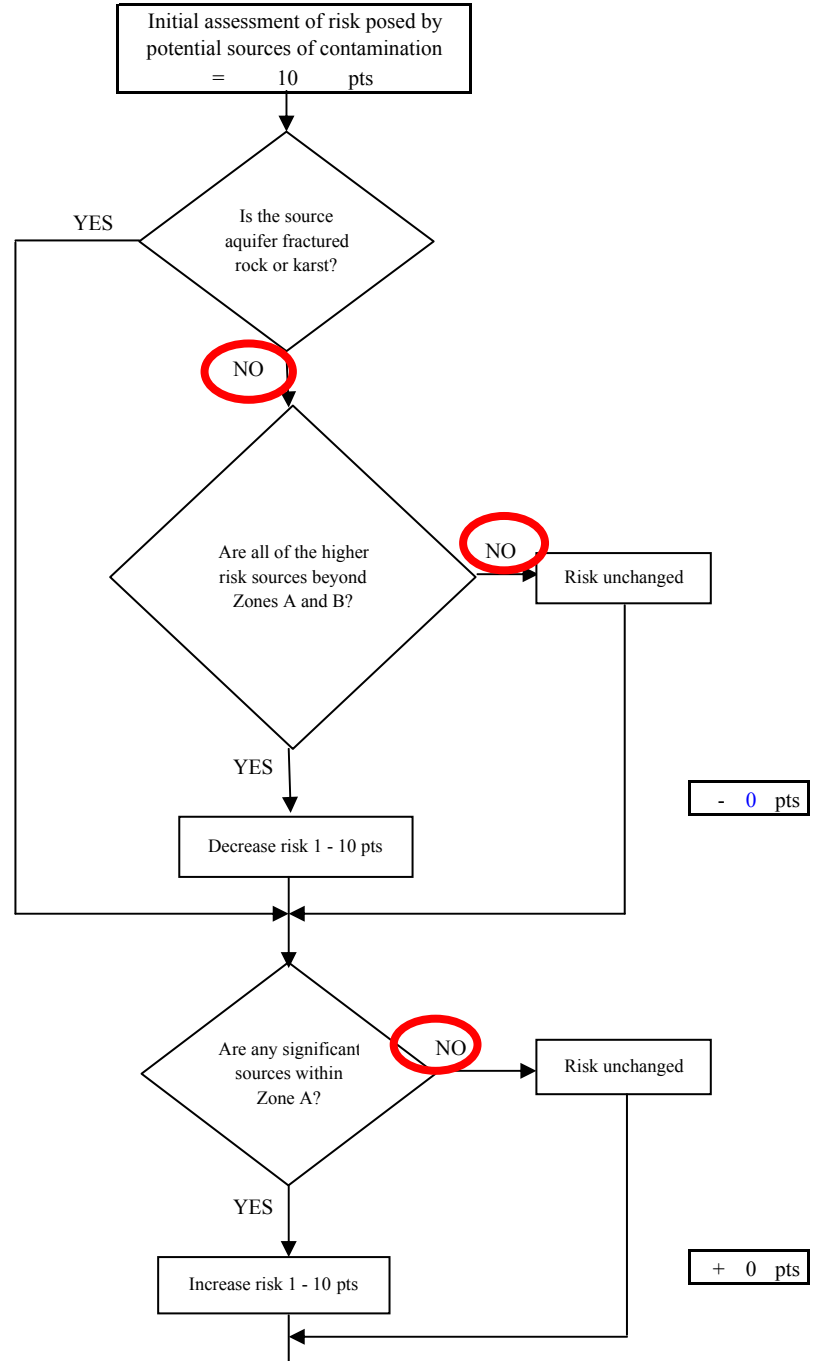 Initial assessment of risk posed by
potential sources of contamination
= 10 pts
YES
Is the source
aquifer fractured
rock or karst?
NO
Are all of the higher
risk sources beyond
Zones A and B?
NO
Risk unchanged
YES
- 0 pts
Decrease risk 1 - 10 pts
Are any significant
sources within
Zone A?
NO
Risk unchanged
YES
+ 0 pts
Increase risk 1 - 10 pts